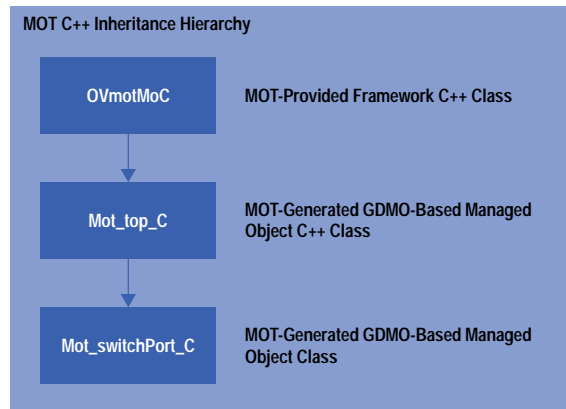 MOT C++ Inheritance Hierarchy
OVmotMoC
MOT-Provided Framework C++ Class
Mot_top_C
MOT-Generated GDMO-Based Managed
Object C++ Class
Mot_switchPort_C
MOT-Generated GDMO-Based Managed
Object Class